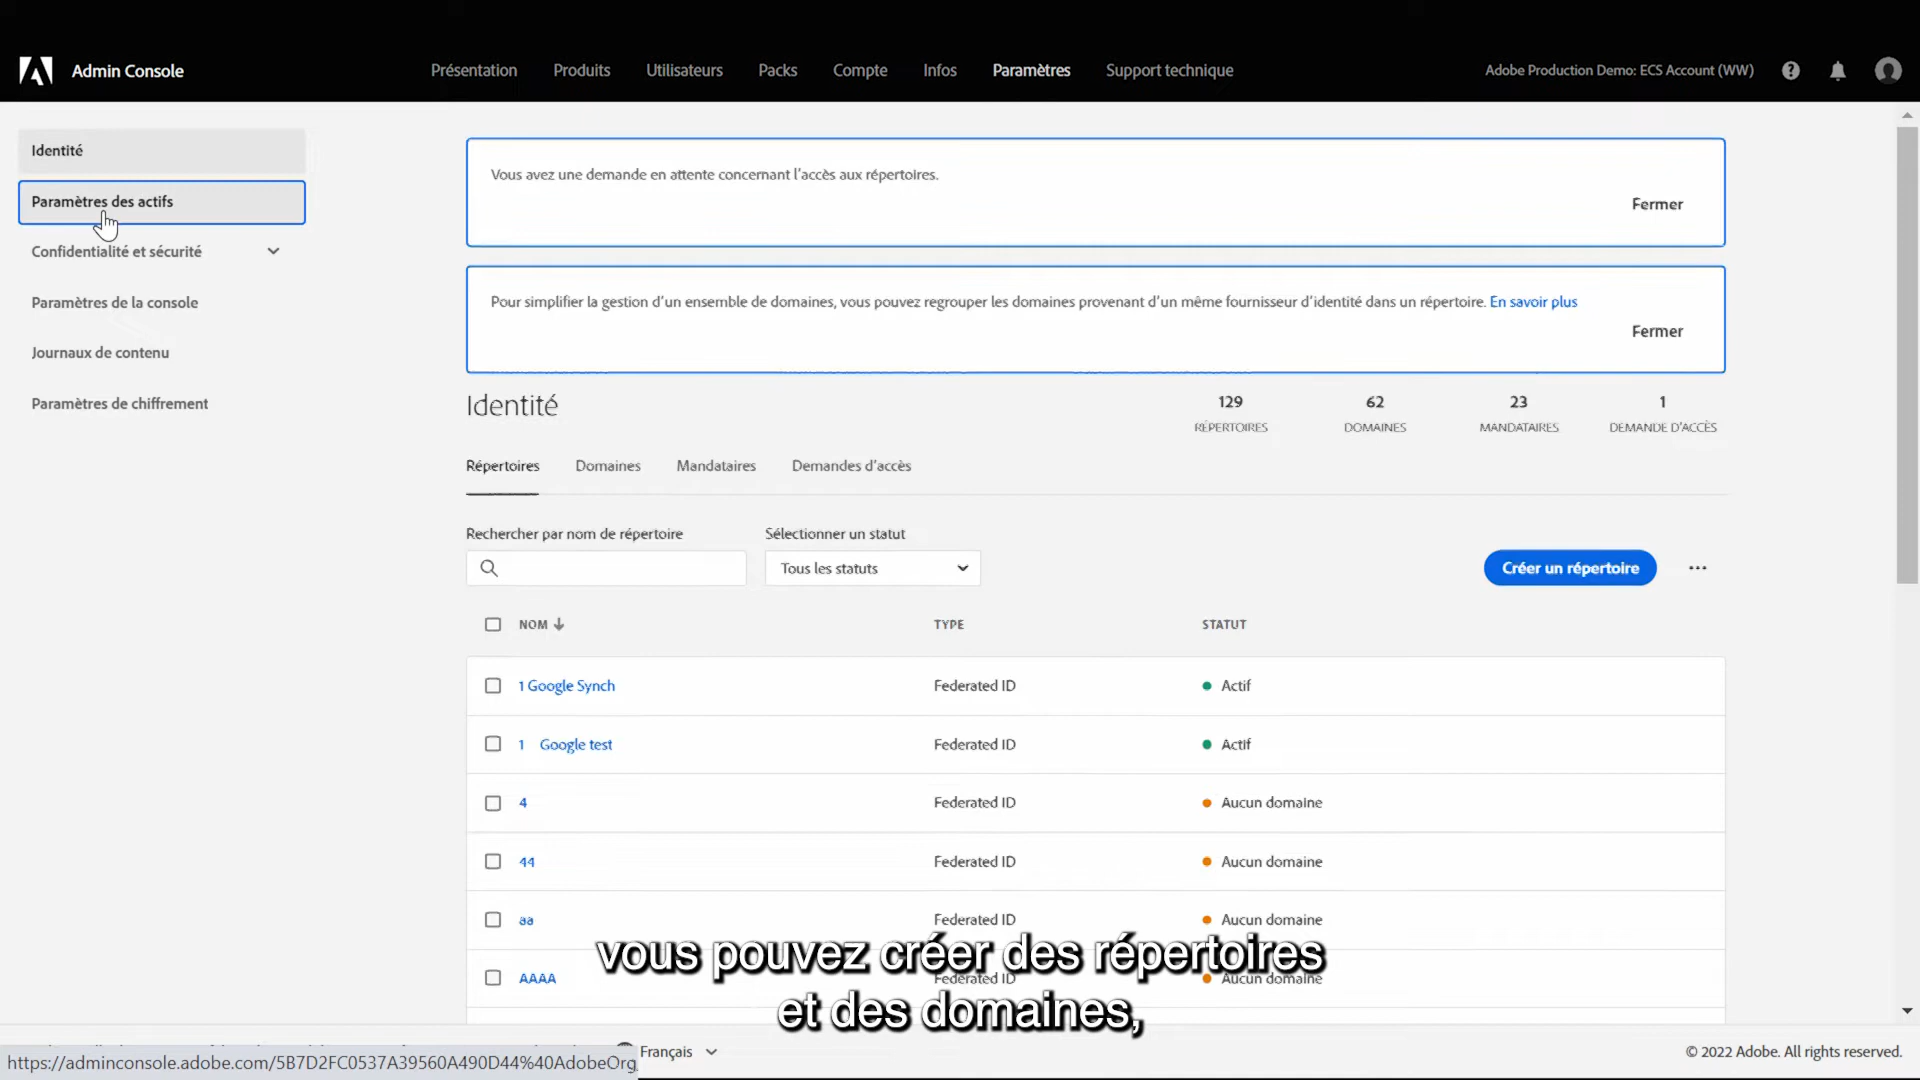 Admin Console
Présentation
Produits
Utilisateurs
Packs
Compte
Infos
Paramètres
Support technique
Adobe Production Demo: ECS Account (WW)
Identité
Paramètres des actifs
Confidentialité et sécurité
Paramètres de la console
Journaux de contenu
Paramètres de chiffrement
Vous avez une demande en attente concernant l'accès aux répertoires.
Fermer
Pour simplifier la gestion d'un ensemble de domaines, vous pouvez regrouper les domaines provenant d'un même fournisseur d'identité dans un répertoire. En savoir plus
Fermer
Identité
129 62 23 1
RÉPERTOIRES DOMAINES MANDATAIRES DEMANDE D'ACCÈS
Répertoires Domaines Mandataires Demandes d'accès
Rechercher par nom de répertoire
Sélectionner un statut
Tous les statuts
Créer un répertoire
NOM TYPE STATUT
1 Google Synch Federated ID Actif
1 Google test Federated ID Actif
4 Federated ID Aucun domaine
44 Federated ID Aucun domaine
aa Federated ID Aucun domaine
AAAA Federated ID Aucun domaine
vous pouvez créer des répertoires
et des domaines,
https://adminconsole.adobe.com/5B7D2FC0537A39560A490D44%40AdobeOrg
Français
© 2022 Adobe. All rights reserved.